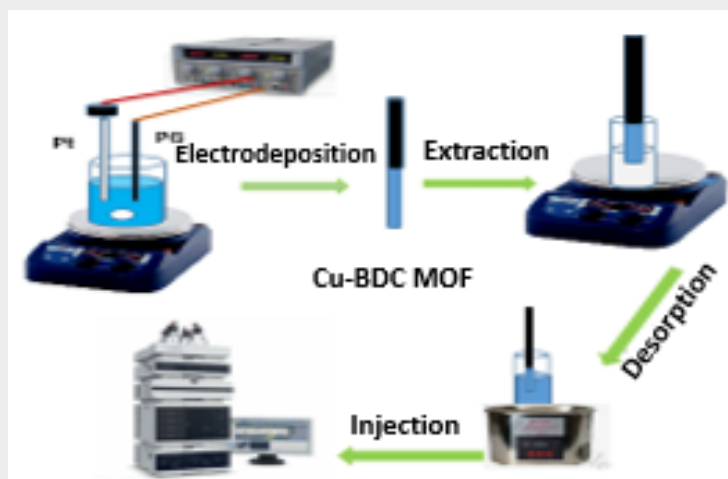 Pt
PG
Electrodeposition
Extraction
Cu-BDC MOF
Desorption
Injection